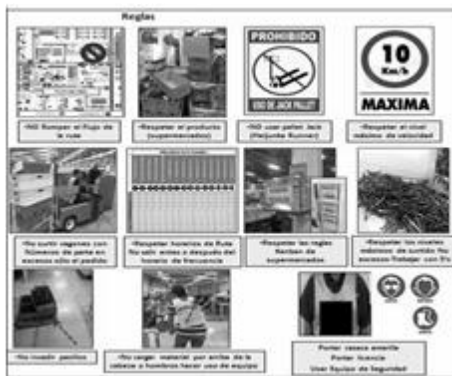 Reglas
PROHIBIDO
USO DE JACK PALLET
10
Km/h
MAXIMA
•NO Romper el flujo de
la ruta
•Respetar el producto
(supermercados)
•NO usar pallet Jack
•Respetar el nivel
máximo de velocidad
•No surtir vagones con
Números de parte en
excesos sólo el pedido
•Respetar horarios de Ruta
No salir antes o después del
horario de frecuencia
•Respetar las reglas
Kanban de
supermercados
•Respetar los niveles
máximos de surtido No
excesos-Trabajar con 5's
•No invadir pasillos
•No cargar material por arriba de la
cabeza u hombros hacer uso de equipo
Portar casaca amarilla
Portar licencia
Usar Equipo de Seguridad